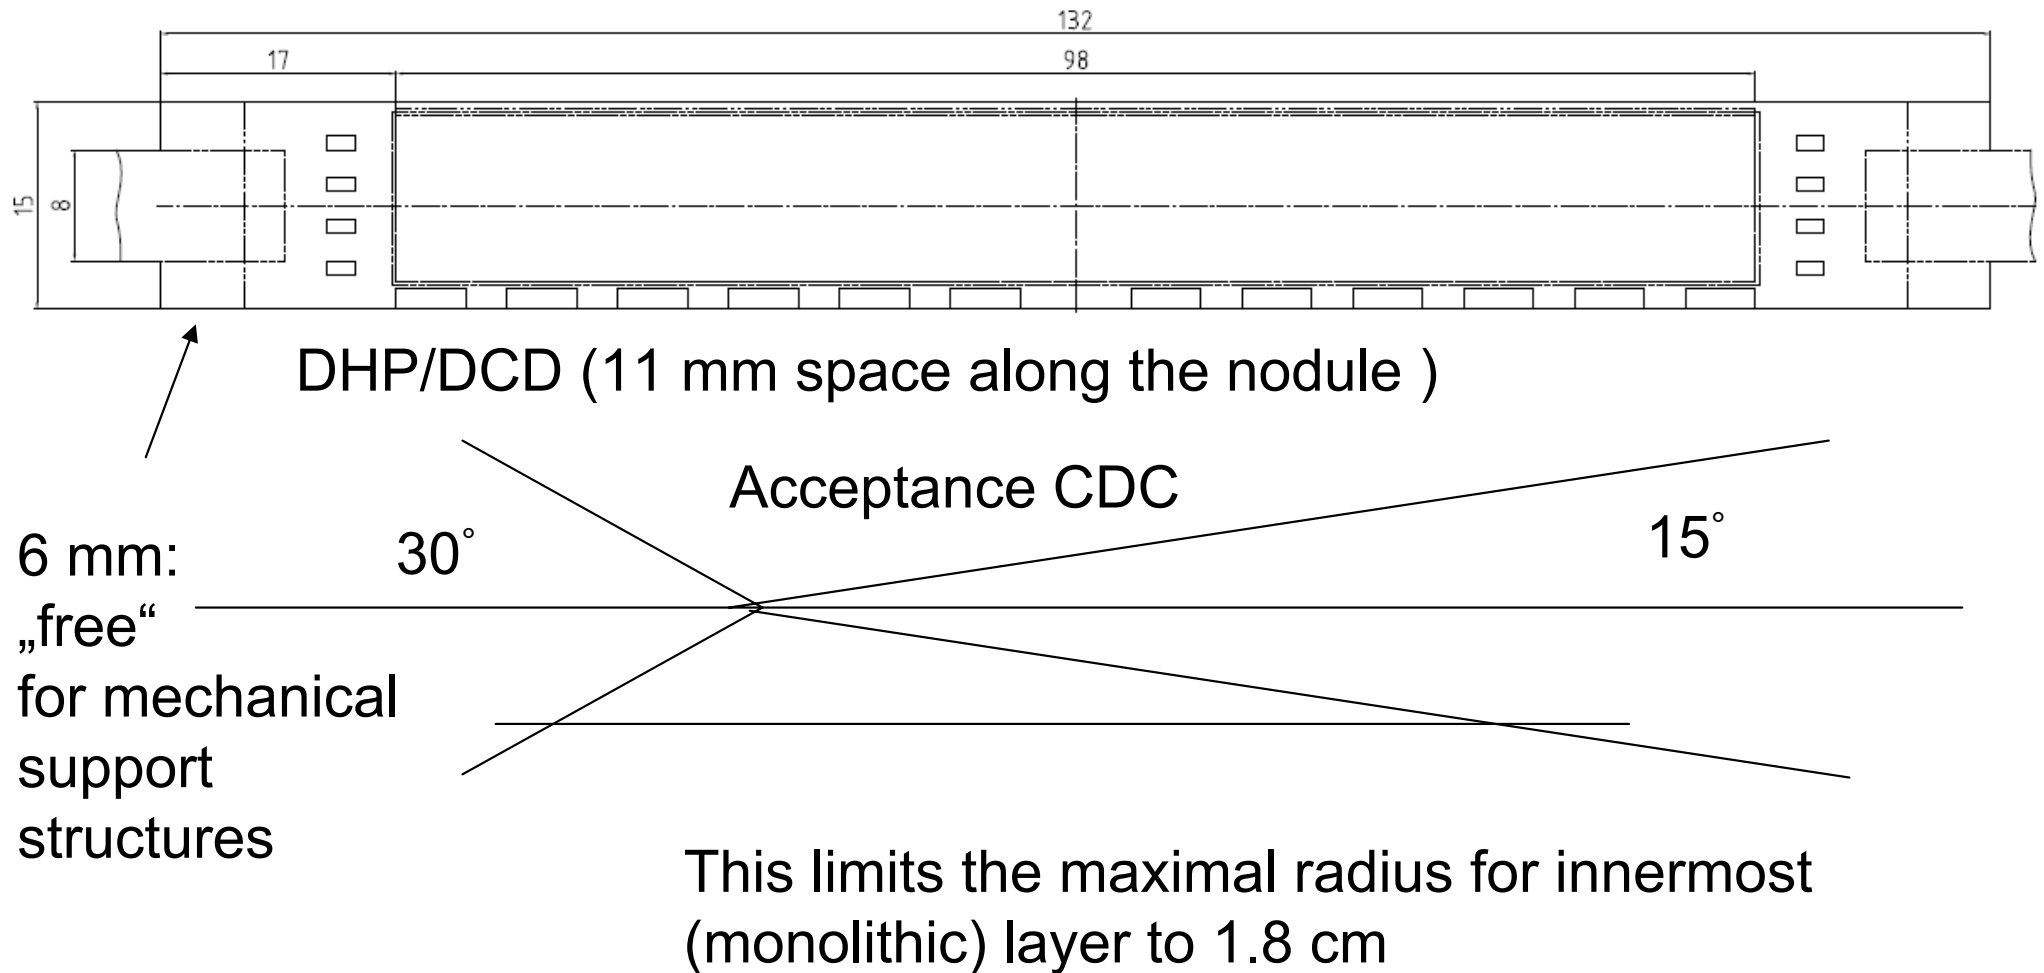 132
17
98
15
8
DHP/DCD (11 mm space along the nodule )
Acceptance CDC
30°
15°
6 mm:
„free“
for mechanical
support
structures
This limits the maximal radius for innermost
(monolithic) layer to 1.8 cm